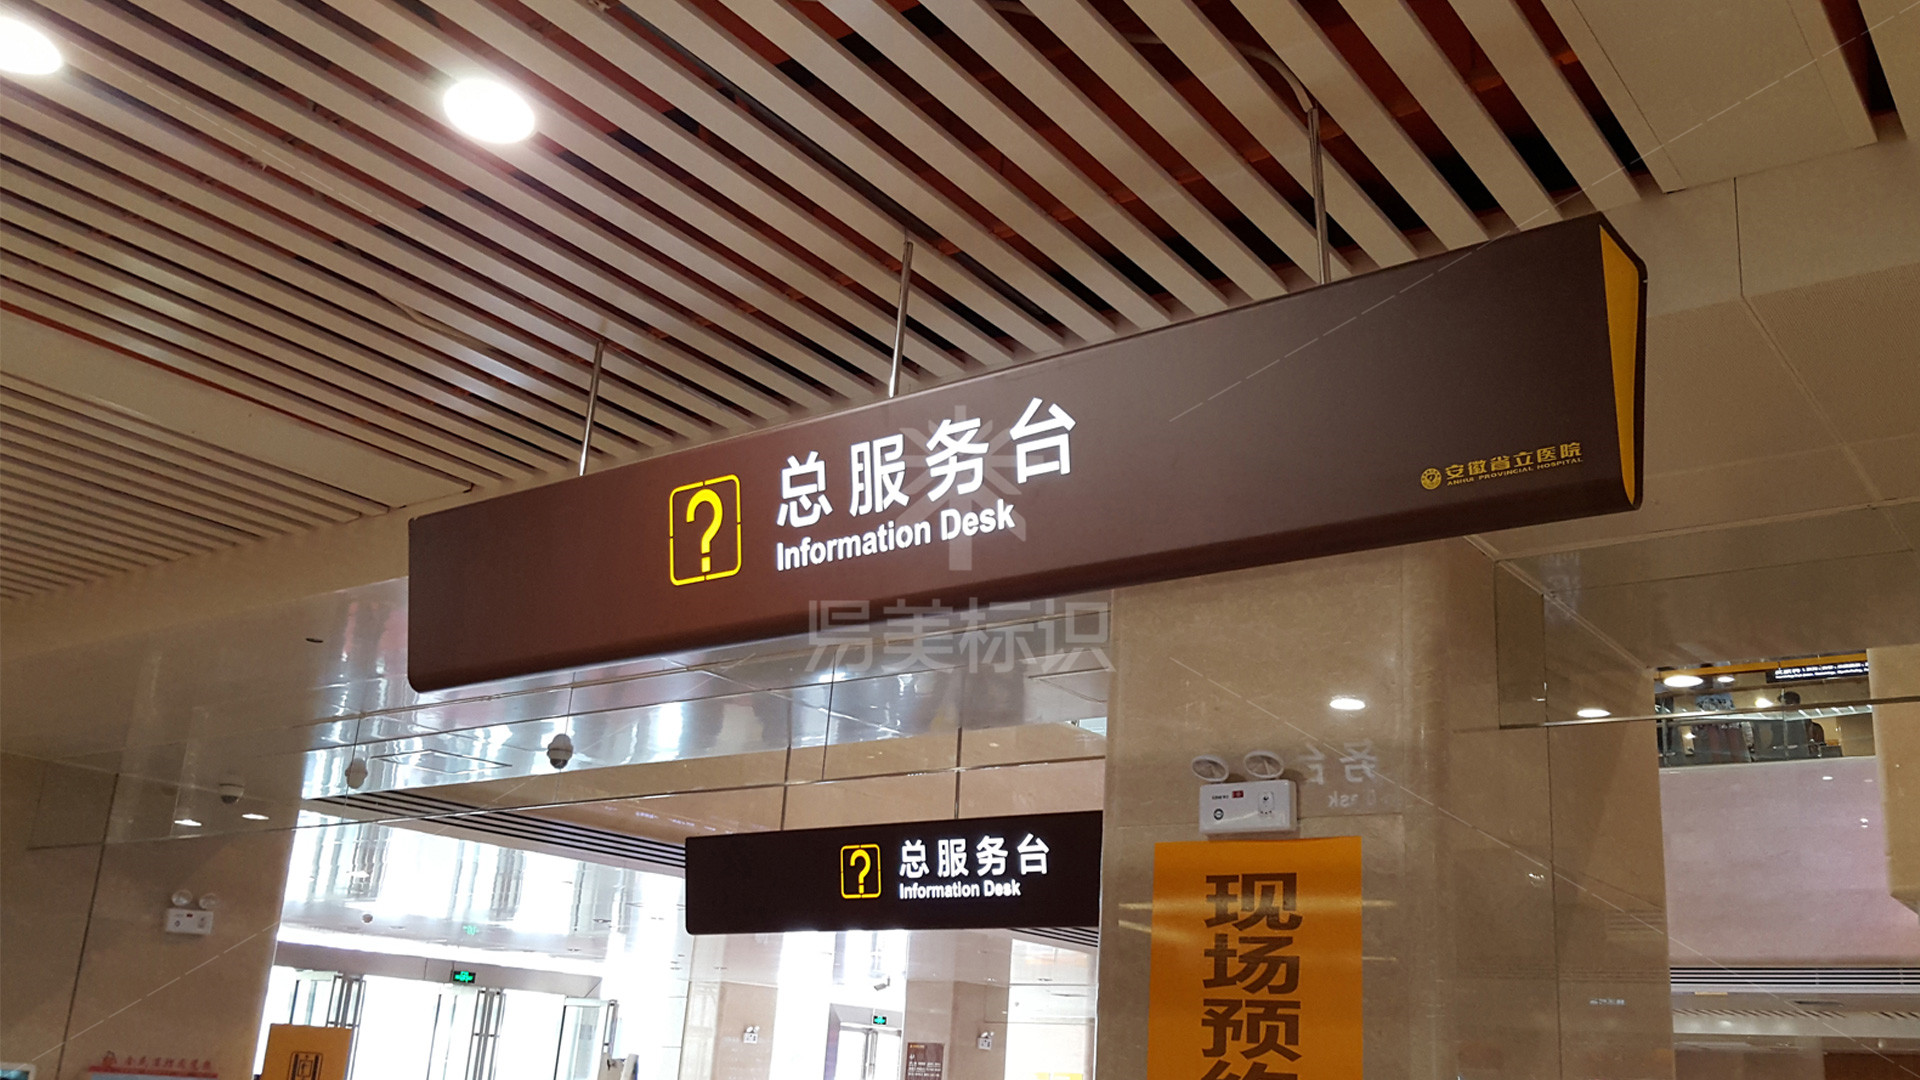 总服务台
Information Desk
安徽省立医院
ANHUI PROVINCIAL HOSPITAL
易美标识
总服务台
Information Desk
现场预约